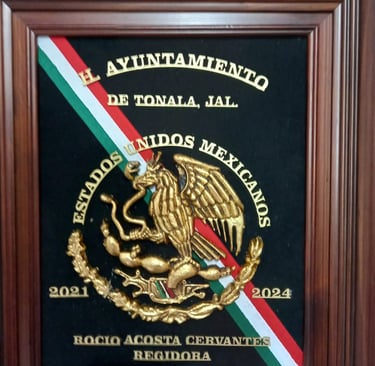 H. AYUNTAMIENTO
DE TONALA, JAL.
ESTADOS UNIDOS MEXICANOS
2021 2024
ROCIO ACOSTA CERVANTES
REGIDORA